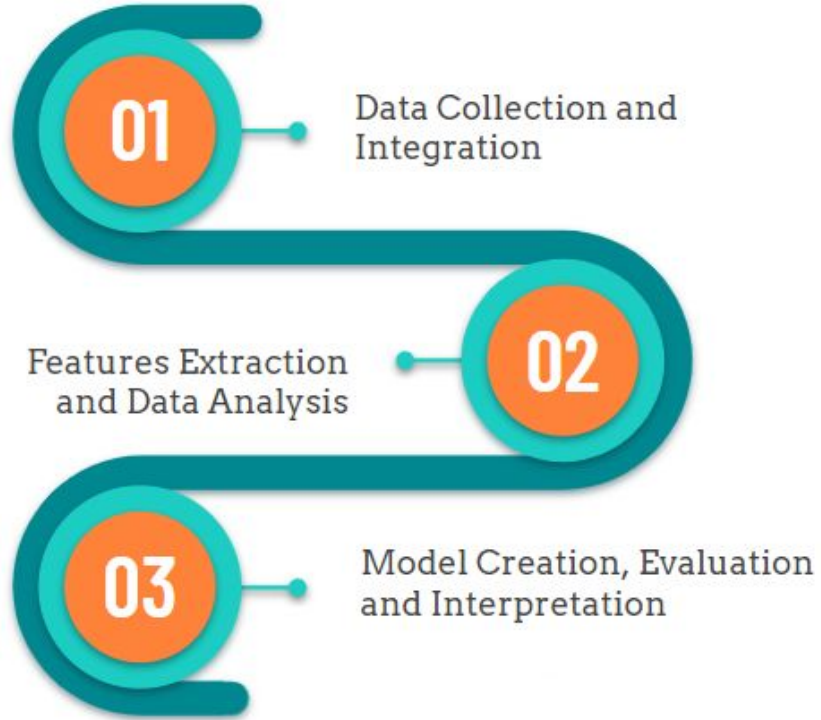 01
Data Collection and
Integration
02
Features Extraction
and Data Analysis
03
Model Creation, Evaluation
and Interpretation